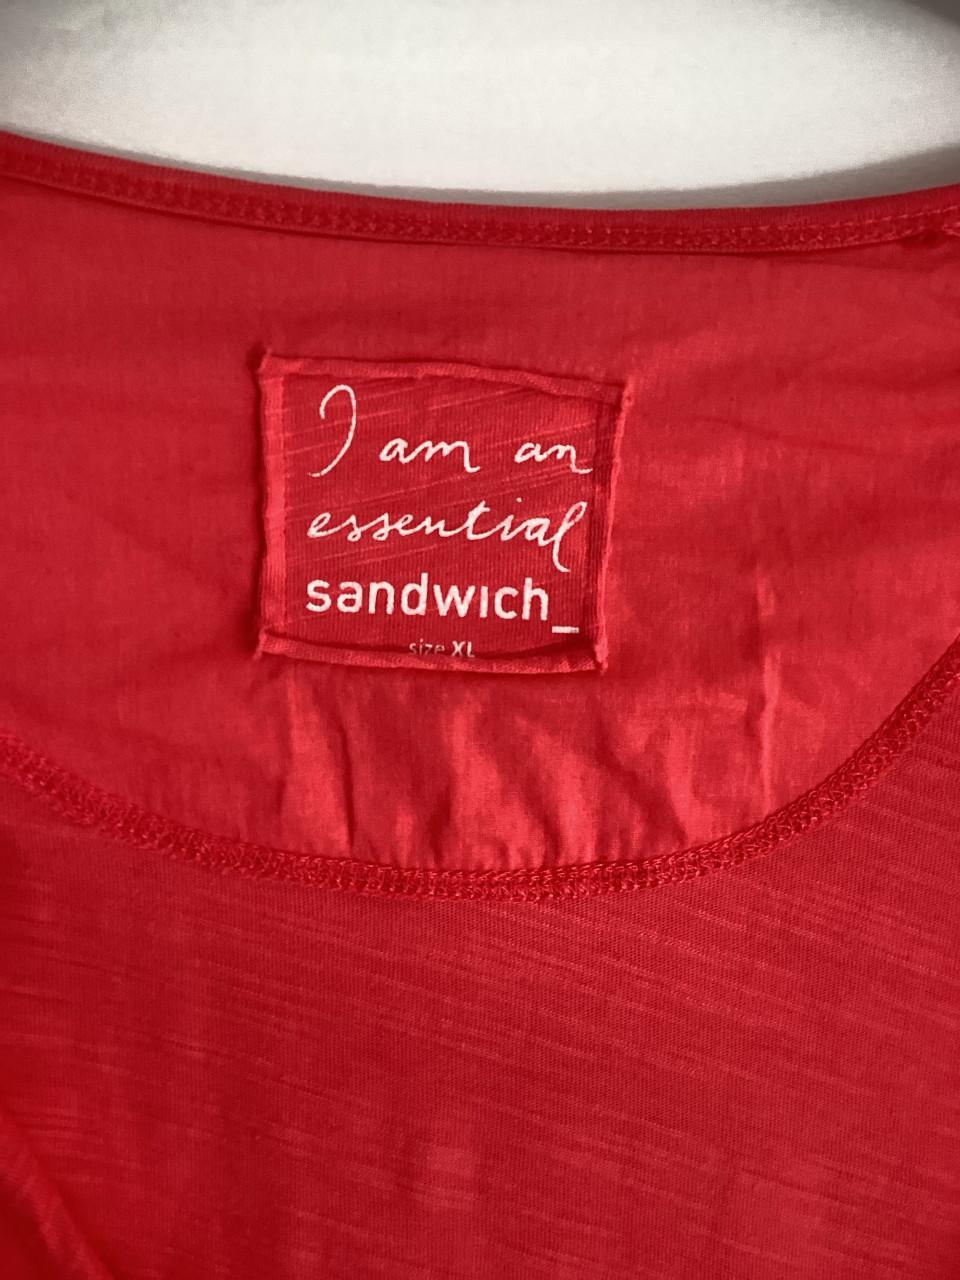 I am an
essential
sandwich_
size XL